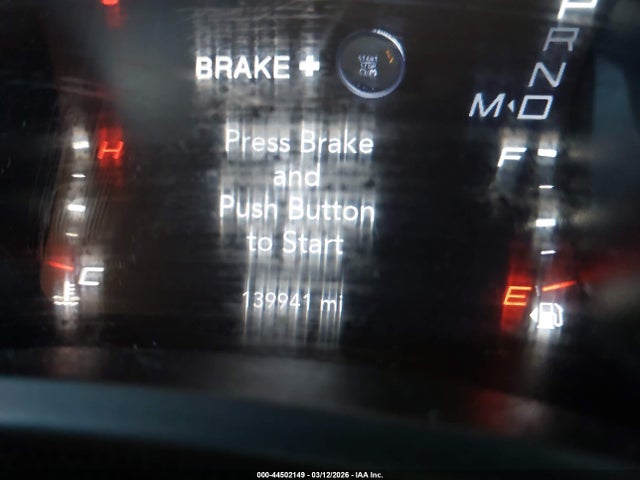 P
R
N
M◂D
BRAKE +
START
STOP
H
F
Press Brake
and
Push Button
to Start
C
E
139941 mi
000-44502149 - 03/12/2026 - IAA Inc.